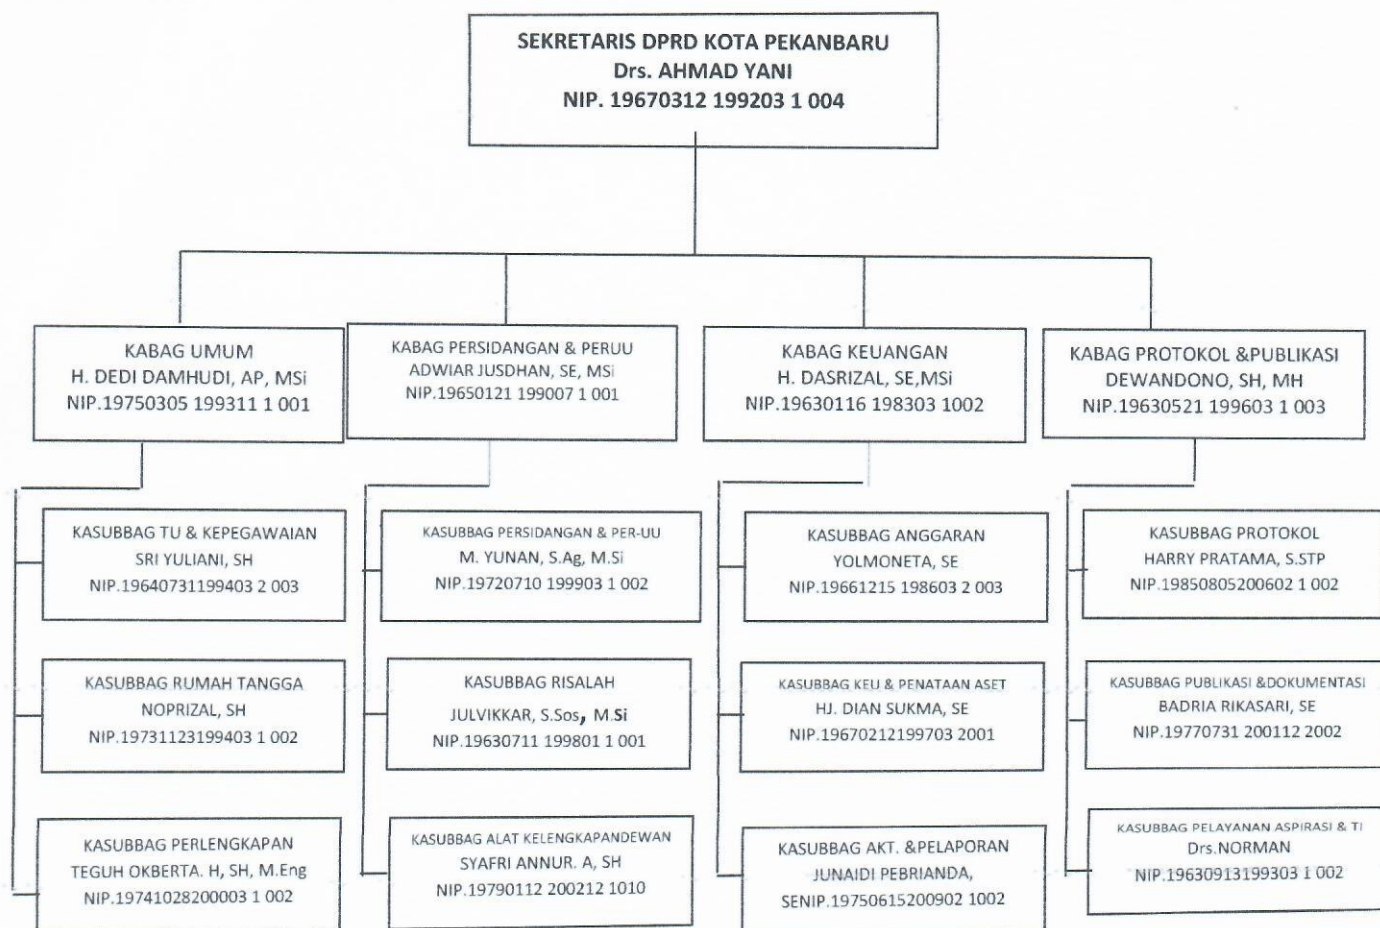 SEKRETARIS DPRD KOTA PEKANBARU
Drs. AHMAD YANI
NIP. 19670312 199203 1 004
KABAG UMUM
H. DEDI DAMHUDI, AP, MSi
NIP.19750305 199311 1 001
KABAG PERSIDANGAN & PERUU
ADWIAR JUSDHAN, SE, MSi
NIP.19650121 199007 1 001
KABAG KEUANGAN
H. DASRIZAL, SE,MSi
NIP.19630116 198303 1002
KABAG PROTOKOL &PUBLIKASI
DEWANDONO, SH, MH
NIP.19630521 199603 1 003
KASUBBAG TU & KEPEGAWAIAN
SRI YULIANI, SH
NIP.19640731199403 2 003
KASUBBAG PERSIDANGAN & PER-UU
M. YUNAN, S.Ag, M.Si
NIP.19720710 199903 1 002
KASUBBAG ANGGARAN
YOLMONETA, SE
NIP.19661215 198603 2 003
KASUBBAG PROTOKOL
HARRY PRATAMA, S.STP
NIP.19850805200602 1 002
KASUBBAG RUMAH TANGGA
NOPRIZAL, SH
NIP.19731123199403 1 002
KASUBBAG RISALAH
JULVIKKAR, S.Sos, M.Si
NIP.19630711 199801 1 001
KASUBBAG KEU & PENATAAN ASET
HJ. DIAN SUKMA, SE
NIP.19670212199703 2001
KASUBBAG PUBLIKASI &DOKUMENTASI
BADRIA RIKASARI, SE
NIP.19770731 200112 2002
KASUBBAG PERLENGKAPAN
TEGUH OKBERTA. H, SH, M.Eng
NIP.19741028200003 1 002
KASUBBAG ALAT KELENGKAPANDEWAN
SYAFRI ANNUR. A, SH
NIP.19790112 200212 1010
KASUBBAG AKT. &PELAPORAN
JUNAIDI PEBRIANDA,
SENIP.19750615200902 1002
KASUBBAG PELAYANAN ASPIRASI & TI
Drs.NORMAN
NIP.19630913199303 1 002